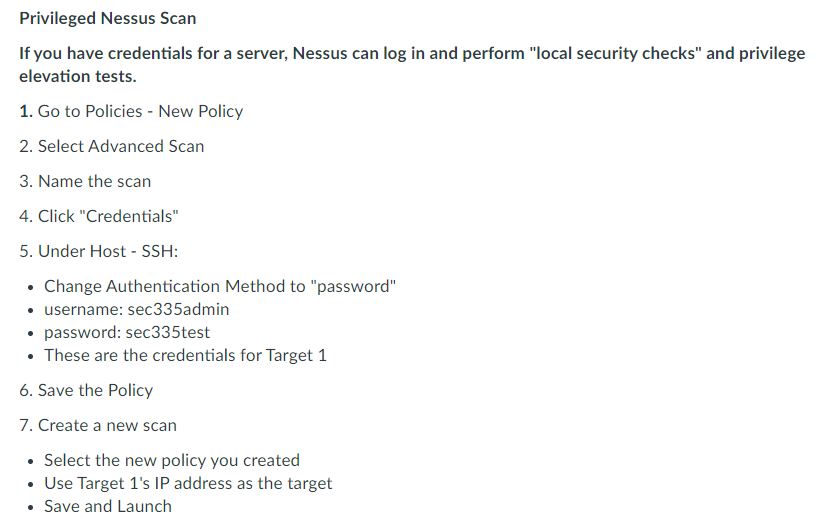 Privileged Nessus Scan
If you have credentials for a server, Nessus can log in and perform "local security checks" and privilege
elevation tests.
1. Go to Policies - New Policy
2. Select Advanced Scan
3. Name the scan
4. Click "Credentials"
5. Under Host - SSH:
• Change Authentication Method to "password"
• username: sec335admin
• password: sec335test
• These are the credentials for Target 1
6. Save the Policy
7. Create a new scan
• Select the new policy you created
• Use Target 1's IP address as the target
• Save and Launch